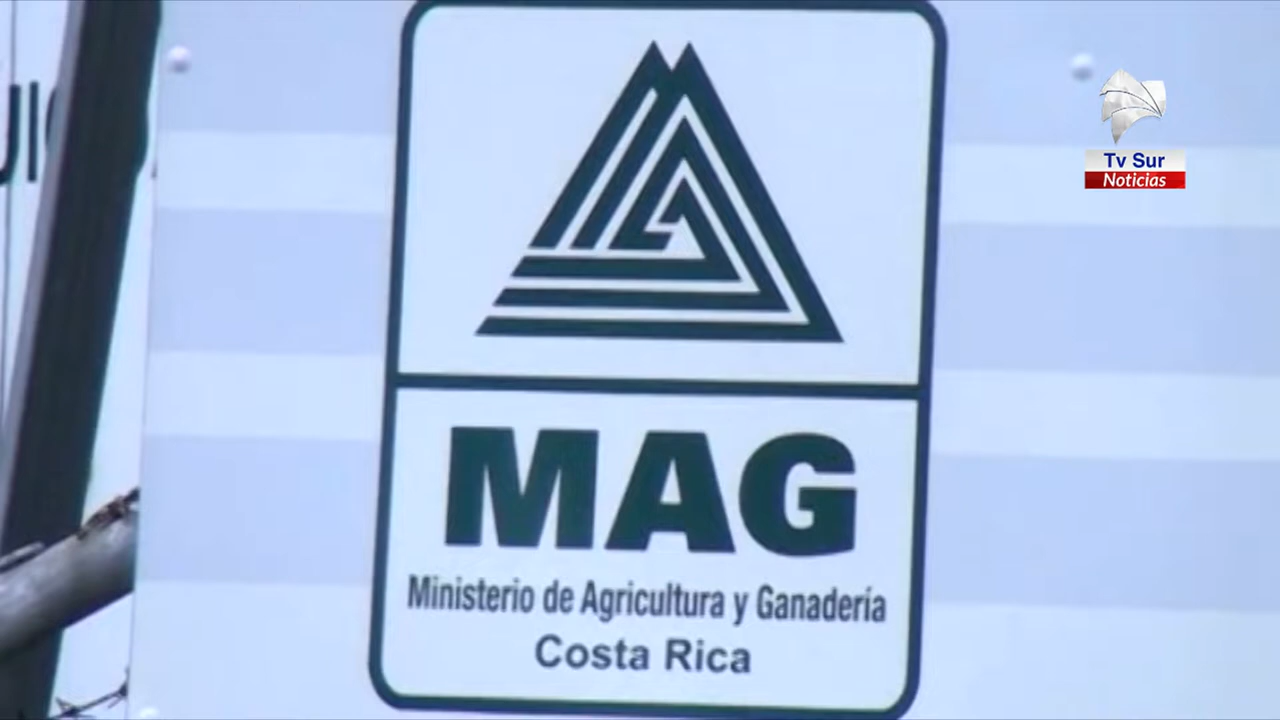 Tv Sur
Noticias
MAG
Ministerio de Agricultura y Ganadería
Costa Rica